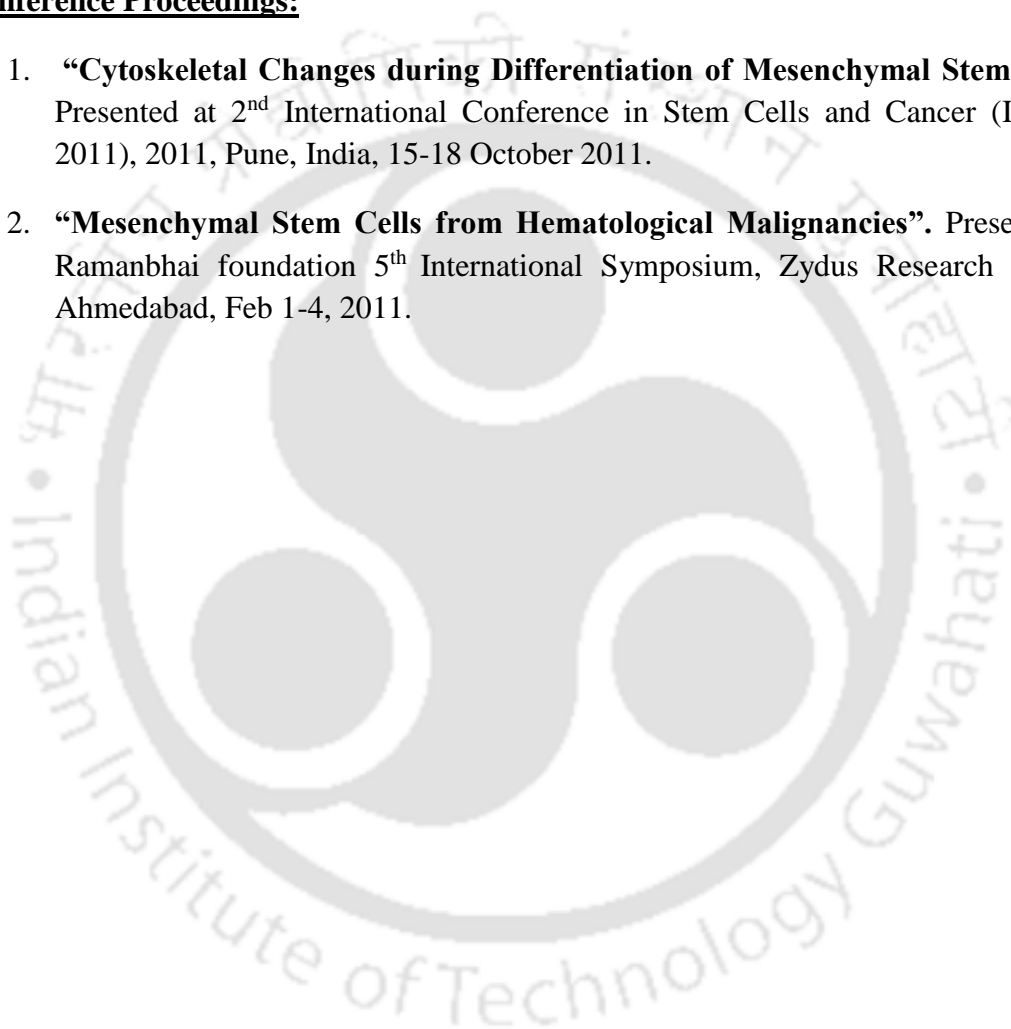 nference Proceedings:
1. “Cytoskeletal Changes during Differentiation of Mesenchymal Stem
Presented at 2nd International Conference in Stem Cells and Cancer (I
2011), 2011, Pune, India, 15-18 October 2011.
2. “Mesenchymal Stem Cells from Hematological Malignancies”. Prese
Ramanbhai foundation 5th International Symposium, Zydus Research
Ahmedabad, Feb 1-4, 2011.
Indian Institute of Technology Guwahati